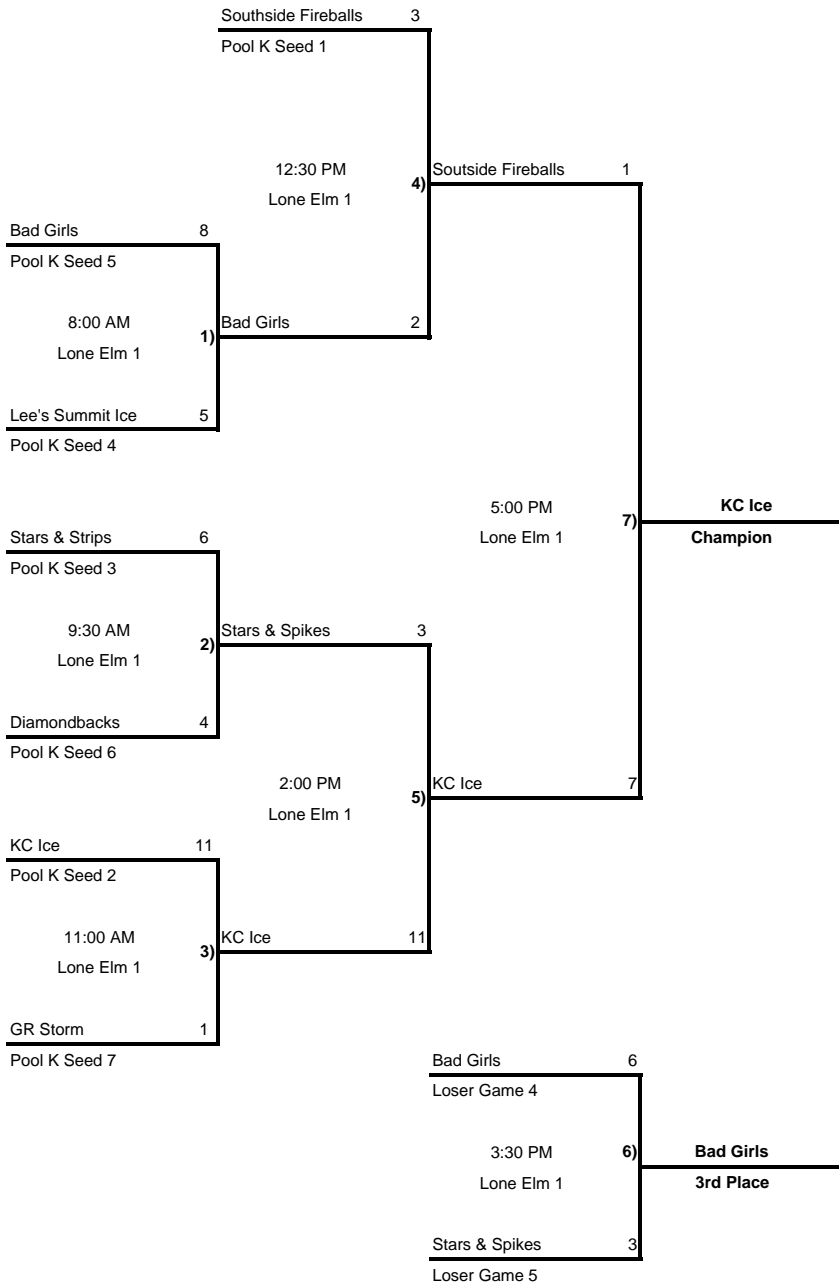 Southside Fireballs 3
Pool K Seed 1
12:30 PM
4) Soutside Fireballs 1
Lone Elm 1
Bad Girls 8
Pool K Seed 5
8:00 AM
1) Bad Girls 2
Lone Elm 1
Lee's Summit Ice 5
Pool K Seed 4
5:00 PM
7) KC Ice
Lone Elm 1
Champion
Stars & Strips 6
Pool K Seed 3
9:30 AM
2) Stars & Spikes 3
Lone Elm 1
Diamondbacks 4
Pool K Seed 6
2:00 PM
5) KC Ice 7
Lone Elm 1
KC Ice 11
Pool K Seed 2
11:00 AM
3) KC Ice 11
Lone Elm 1
GR Storm 1
Pool K Seed 7
Bad Girls 6
Loser Game 4
3:30 PM
6) Bad Girls
Lone Elm 1
3rd Place
Stars & Spikes 3
Loser Game 5